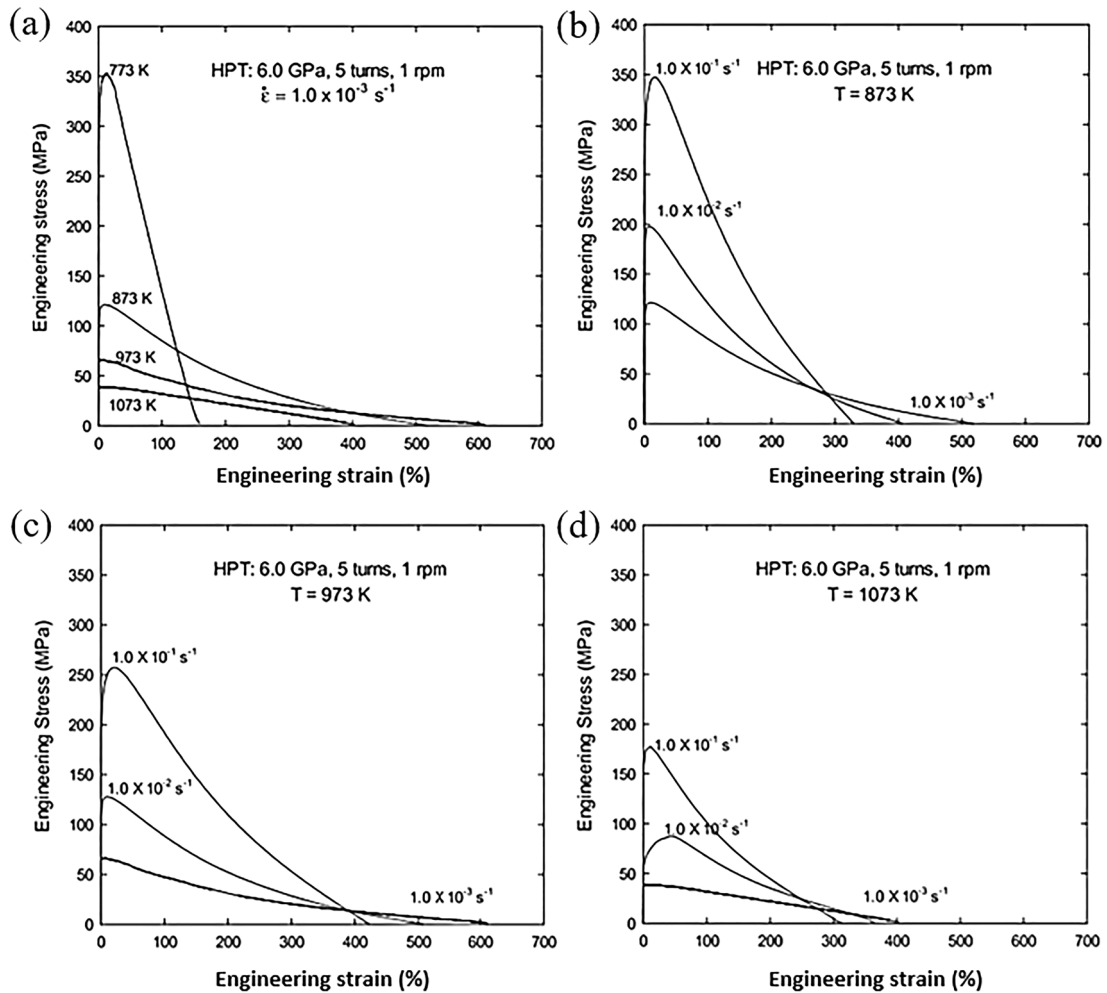 (a)
400
350
300
250
200
150
100
50
0
Engineering stress (MPa)
773 K
HPT: 6.0 GPa, 5 turns, 1 rpm
ε̇ = 1.0 x 10⁻³ s⁻¹
873 K
973 K
1073 K
0 100 200 300 400 500 600 700
Engineering strain (%)
(b)
400
350
300
250
200
150
100
50
0
Engineering Stress (MPa)
1.0 X 10⁻¹ s⁻¹
HPT: 6.0 GPa, 5 turns, 1 rpm
T = 873 K
1.0 X 10⁻² s⁻¹
1.0 X 10⁻³ s⁻¹
0 100 200 300 400 500 600 700
Engineering strain (%)
(c)
400
350
300
250
200
150
100
50
0
Engineering Stress (MPa)
HPT: 6.0 GPa, 5 turns, 1 rpm
T = 973 K
1.0 X 10⁻¹ s⁻¹
1.0 X 10⁻² s⁻¹
1.0 X 10⁻³ s⁻¹
0 100 200 300 400 500 600 700
Engineering strain (%)
(d)
400
350
300
250
200
150
100
50
0
Engineering Stress (MPa)
HPT: 6.0 GPa, 5 turns, 1 rpm
T = 1073 K
1.0 X 10⁻¹ s⁻¹
1.0 X 10⁻² s⁻¹
1.0 X 10⁻³ s⁻¹
0 100 200 300 400 500 600 700
Engineering strain (%)